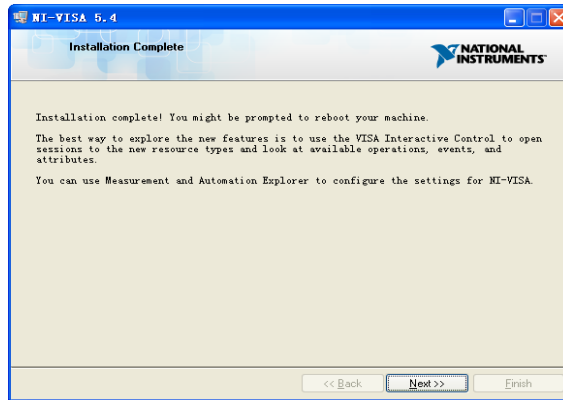 NI-VISA 5.4
Installation Complete
NATIONAL
INSTRUMENTS
Installation complete! You might be prompted to reboot your machine.
The best way to explore the new features is to use the VISA Interactive Control to open
sessions to the new resource types and look at available operations, events, and
attributes.
You can use Measurement and Automation Explorer to configure the settings for NI-VISA.
<< Back
Next >>
Finish